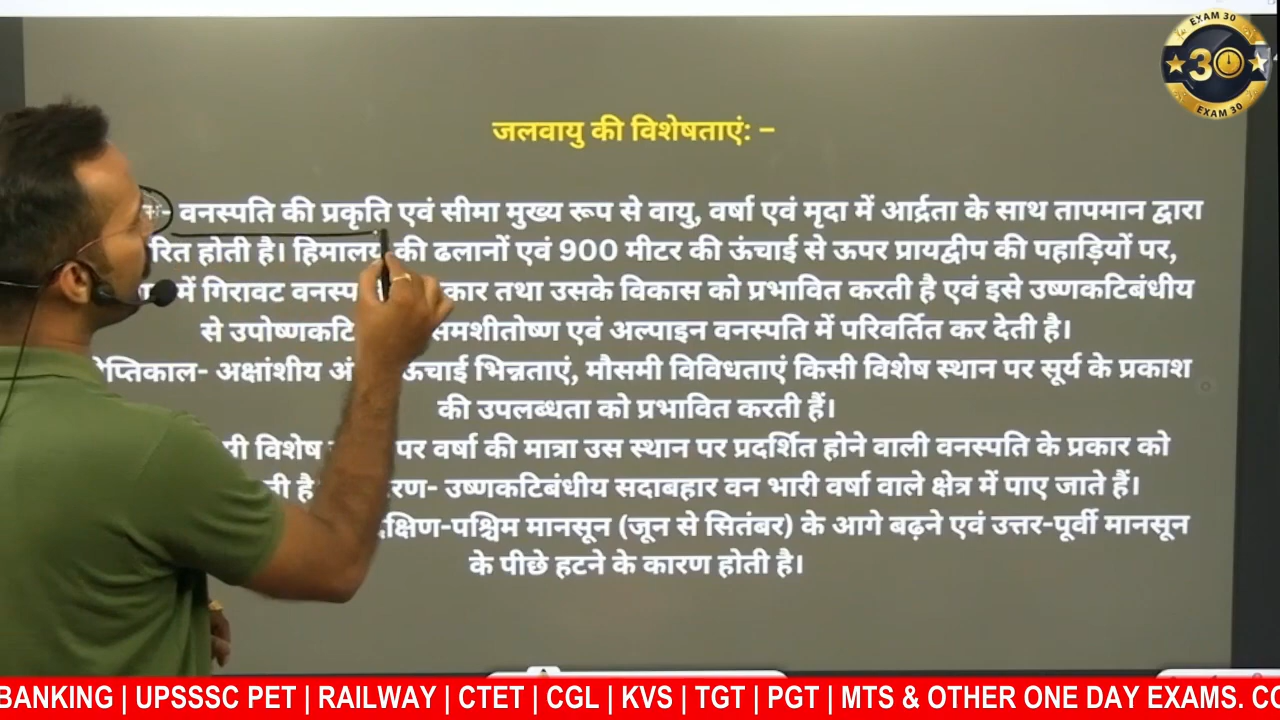 EXAM 30
30
EXAM 30
जलवायु की विशेषताएं: –
वनस्पति की प्रकृति एवं सीमा मुख्य रूप से वायु, वर्षा एवं मृदा में आर्द्रता के साथ तापमान द्वारा
रित होती है। हिमालय की ढलानों एवं 900 मीटर की ऊंचाई से ऊपर प्रायद्वीप की पहाड़ियों पर,
में गिरावट कार तथा उसके विकास को प्रभावित करती है एवं इसे उष्णकटिबंधीय
से समशीतोष्ण एवं अल्पाइन वनस्पति में परिवर्तित कर देती है।
प्तिकाल- अक्षांशीय ऊंचाई भिन्नताएं, मौसमी विविधताएं किसी विशेष स्थान पर सूर्य के प्रकाश
की उपलब्धता को प्रभावित करती हैं।
विशेष पर वर्षा की मात्रा उस स्थान पर प्रदर्शित होने वाली वनस्पति के प्रकार को
रण- उष्णकटिबंधीय सदाबहार वन भारी वर्षा वाले क्षेत्र में पाए जाते हैं।
क्षिण-पश्चिम मानसून (जून से सितंबर) के आगे बढ़ने एवं उत्तर-पूर्वी मानसून
के पीछे हटने के कारण होती है।
BANKING | UPSSSC PET | RAILWAY | CTET | CGL | KVS | TGT | PGT | MTS & OTHER ONE DAY EXAMS. CO